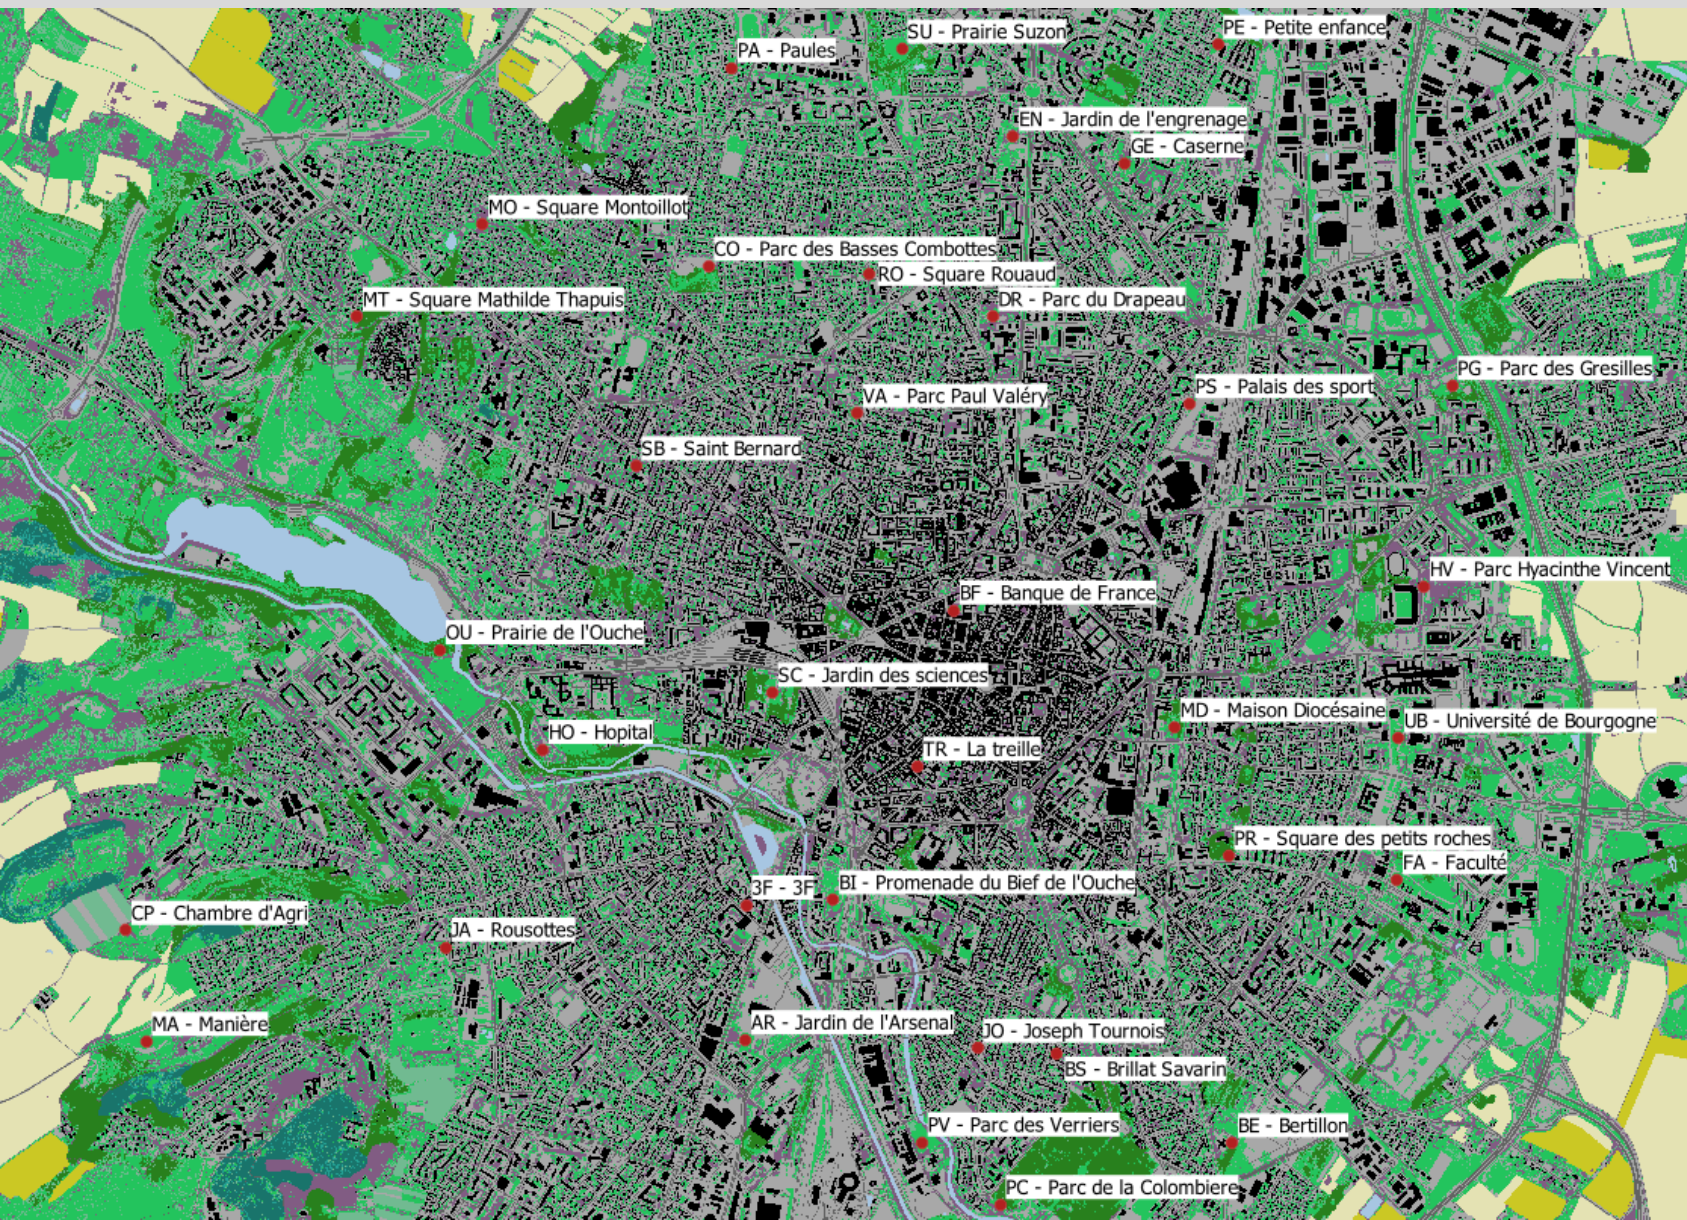 PE - Petite enfance
SU - Prairie Suzon
PA - Paules
EN - Jardin de l'engrenage
GE - Caserne
MO - Square Montoillot
CO - Parc des Basses Combottes
RO - Square Rouaud
MT - Square Mathilde Thapuis
DR - Parc du Drapeau
PG - Parc des Gresilles
PS - Palais des sport
VA - Parc Paul Valéry
SB - Saint Bernard
HV - Parc Hyacinthe Vincent
BF - Banque de France
OU - Prairie de l'Ouche
SC - Jardin des sciences
MD - Maison Diocésaine
UB - Université de Bourgogne
HO - Hopital
TR - La treille
PR - Square des petits roches
FA - Faculté
3F - 3F
BI - Promenade du Bief de l'Ouche
CP - Chambre d'Agri
JA - Rousottes
MA - Manière
AR - Jardin de l'Arsenal
JO - Joseph Tournois
BS - Brillat Savarin
PV - Parc des Verriers
BE - Bertillon
PC - Parc de la Colombiere